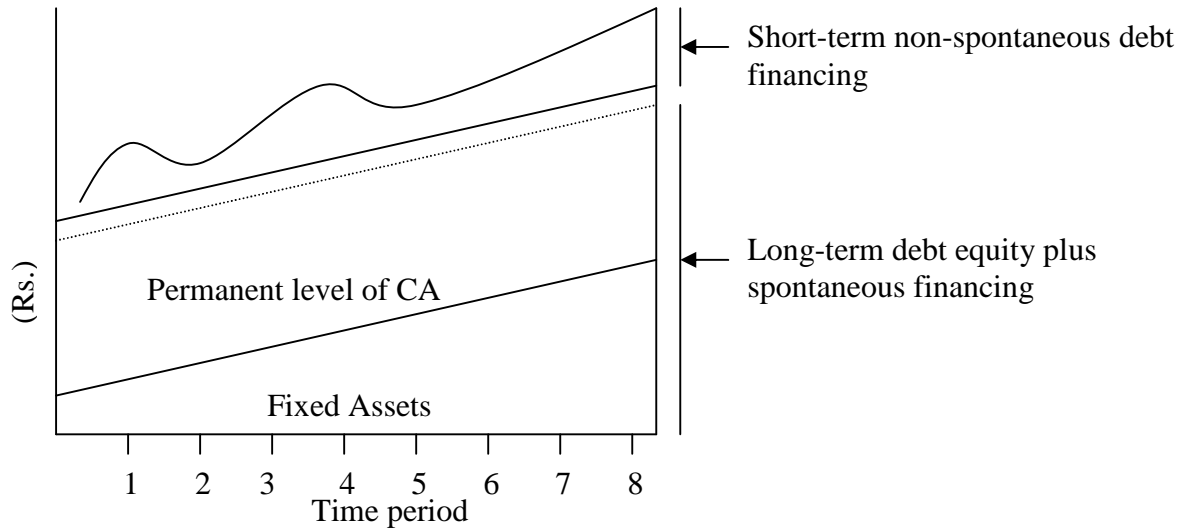 Short-term non-spontaneous debt
financing
Long-term debt equity plus
spontaneous financing
(Rs.)
Permanent level of CA
Fixed Assets
1 2 3 4 5 6 7 8
Time period